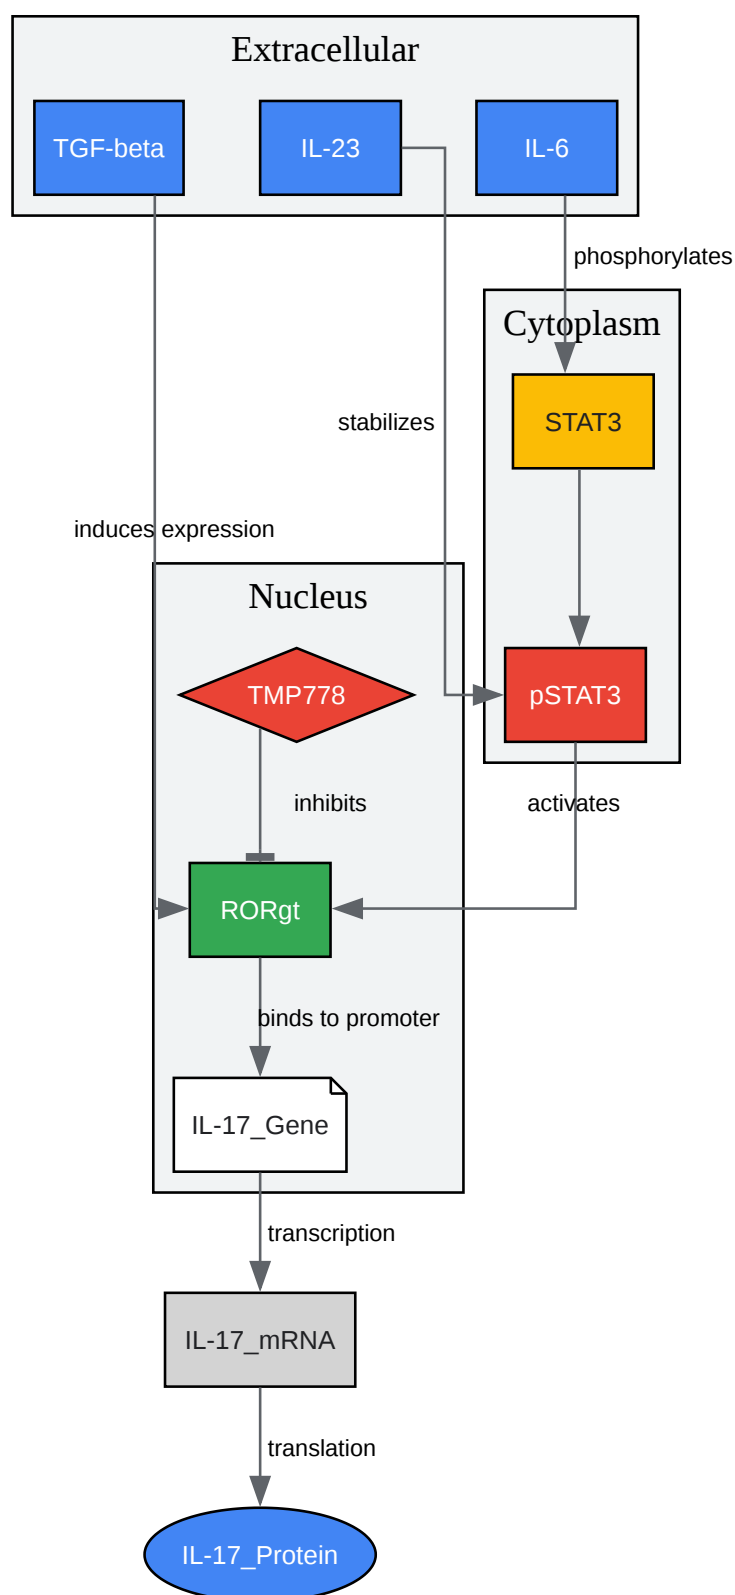 Extracellular
TGF-beta
IL-23
IL-6
phosphorylates
Cytoplasm
STAT3
stabilizes
induces expression
Nucleus
TMP778
pSTAT3
inhibits
activates
RORgt
binds to promoter
IL-17_Gene
transcription
IL-17_mRNA
translation
IL-17_Protein